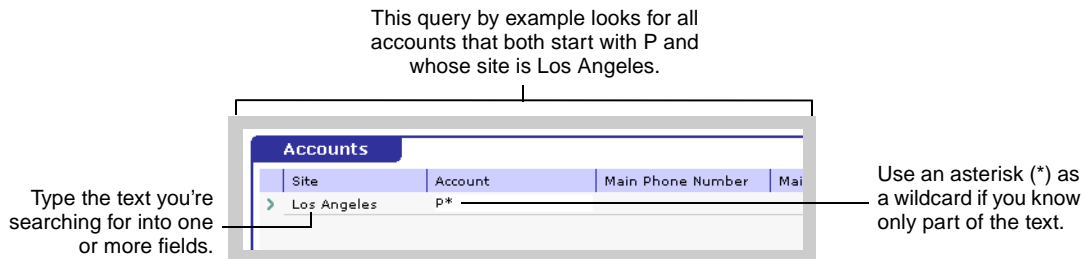 This query by example looks for all
accounts that both start with P and
whose site is Los Angeles.
Accounts
Site Account Main Phone Number Mai
Los Angeles P*
Type the text you're
searching for into one
or more fields.
Use an asterisk (*) as
a wildcard if you know
only part of the text.